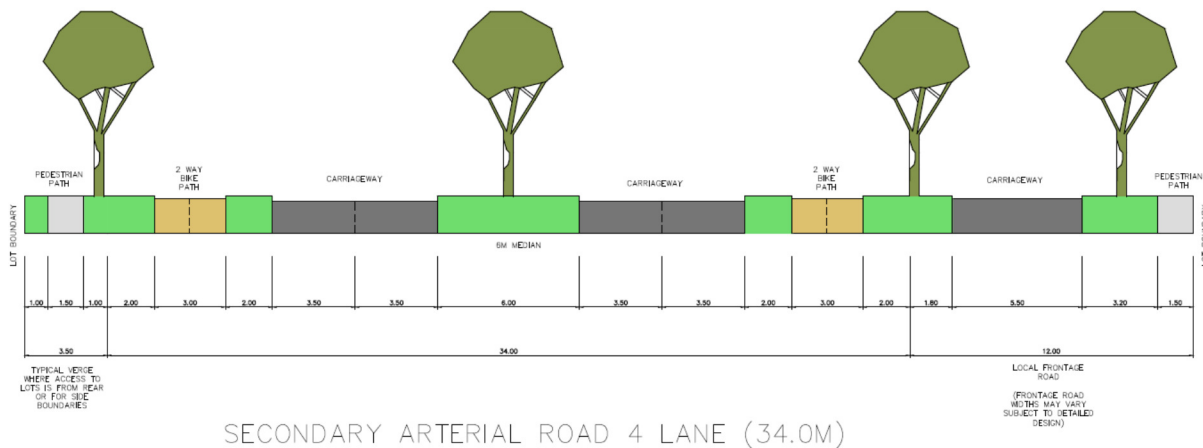 PEDESTRIAN
PATH
2 WAY
BIKE
PATH
CARRIAGEWAY
CARRIAGEWAY
2 WAY
BIKE
PATH
CARRIAGEWAY
PEDESTRIAN
PATH
LOT BOUNDARY
6M MEDIAN
1.00 1.50 1.00 2.00 3.00 2.00 3.50 3.50 6.00 3.50 3.50 2.00 3.00 2.00 1.80 5.50 3.20 1.50
3.50 34.00 12.00
TYPICAL VERGE
WHERE ACCESS TO
LOTS IS FROM REAR
OR FOR SIDE
BOUNDARIES
LOCAL FRONTAGE
ROAD
(FRONTAGE ROAD
WIDTHS MAY VARY
SUBJECT TO DETAILED
DESIGN)
SECONDARY ARTERIAL ROAD 4 LANE (34.0M)